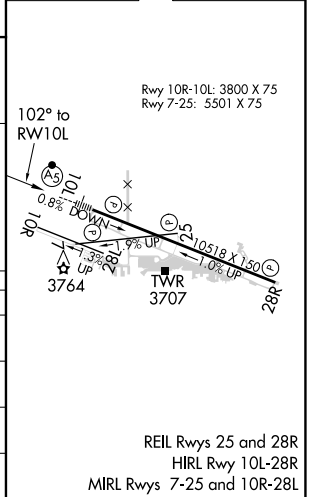 Rwy 10R-10L: 3800 X 75
Rwy 7-25: 5501 X 75
102° to
RW10L
A5
10L
0.8% DOWN
P
P
P
P
25
10R
1.9% UP
10518 X 150
1.0% UP
28L
1.3%
UP
28R
3764
TWR
3707
REIL Rwys 25 and 28R
HIRL Rwy 10L-28R
MIRL Rwys 7-25 and 10R-28L